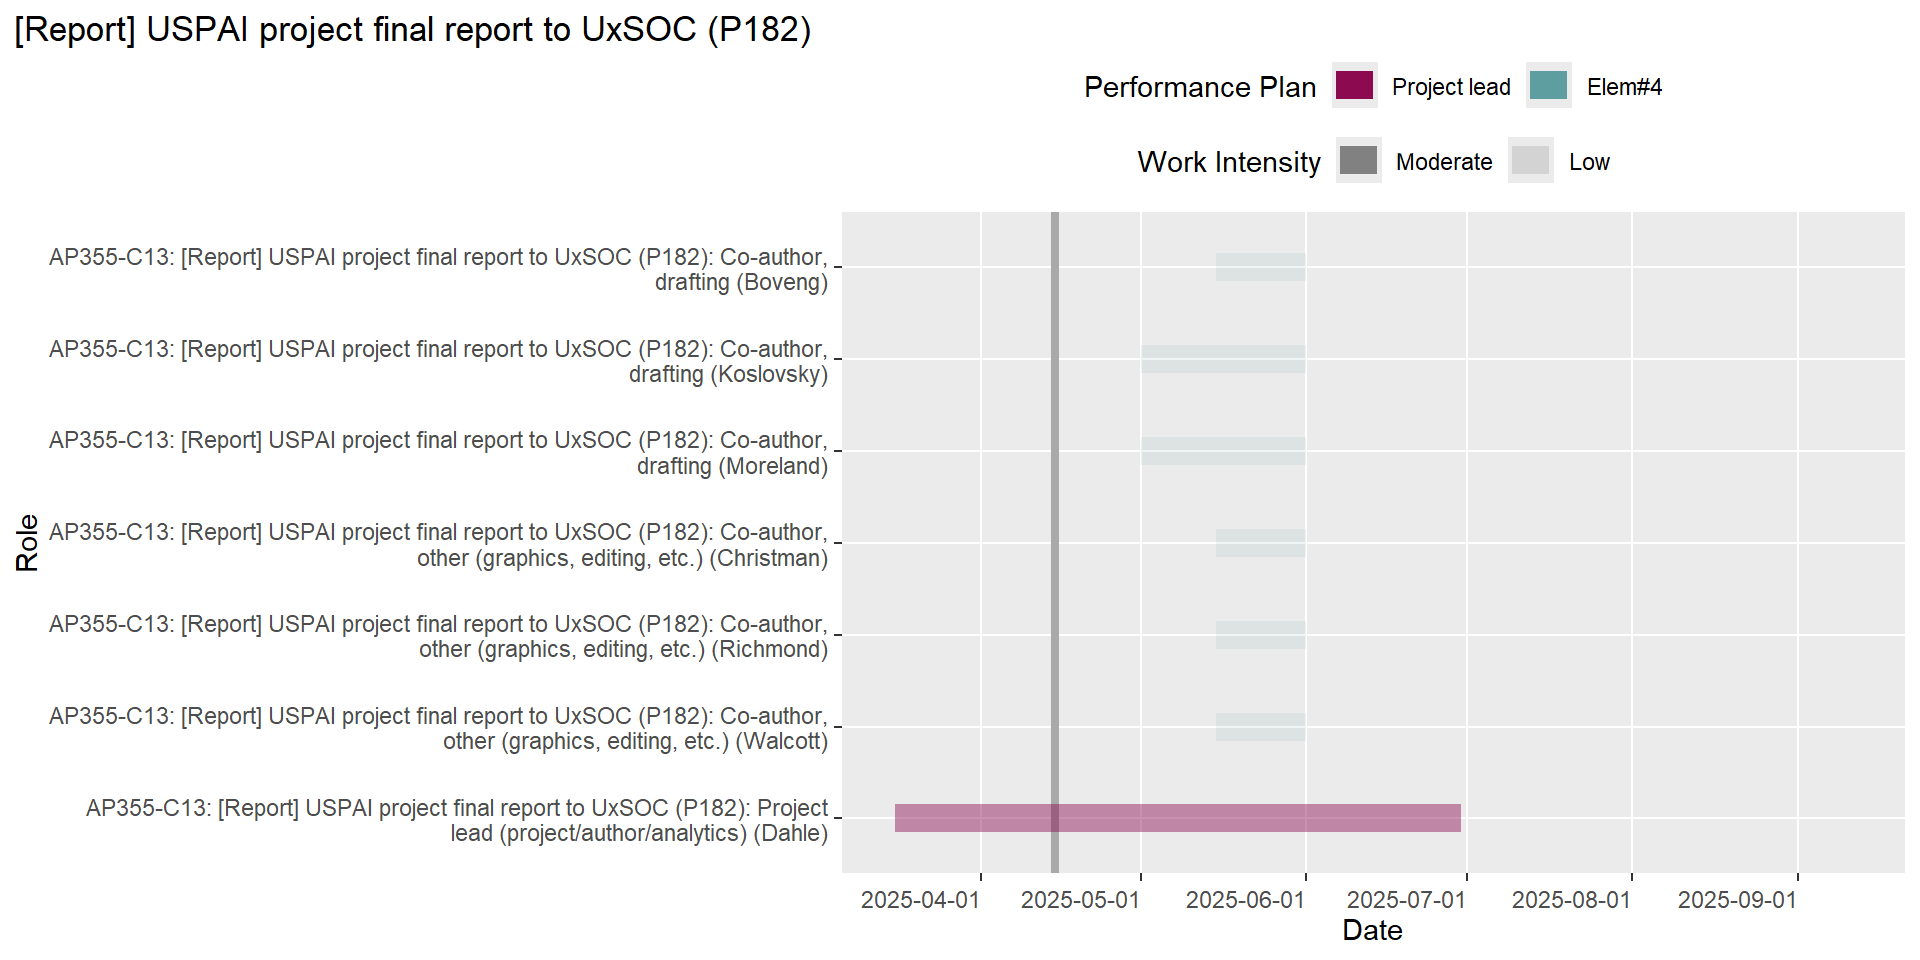 [Report] USPAI project final report to UxSOC (P182)
Performance Plan Project lead Elem#4
Work Intensity Moderate Low
AP355-C13: [Report] USPAI project final report to UxSOC (P182): Co-author,
drafting (Boveng)
AP355-C13: [Report] USPAI project final report to UxSOC (P182): Co-author,
drafting (Koslovsky)
AP355-C13: [Report] USPAI project final report to UxSOC (P182): Co-author,
drafting (Moreland)
AP355-C13: [Report] USPAI project final report to UxSOC (P182): Co-author,
other (graphics, editing, etc.) (Christman)
AP355-C13: [Report] USPAI project final report to UxSOC (P182): Co-author,
other (graphics, editing, etc.) (Richmond)
AP355-C13: [Report] USPAI project final report to UxSOC (P182): Co-author,
other (graphics, editing, etc.) (Walcott)
AP355-C13: [Report] USPAI project final report to UxSOC (P182): Project
lead (project/author/analytics) (Dahle)
Role
2025-04-01 2025-05-01 2025-06-01 2025-07-01 2025-08-01 2025-09-01
Date